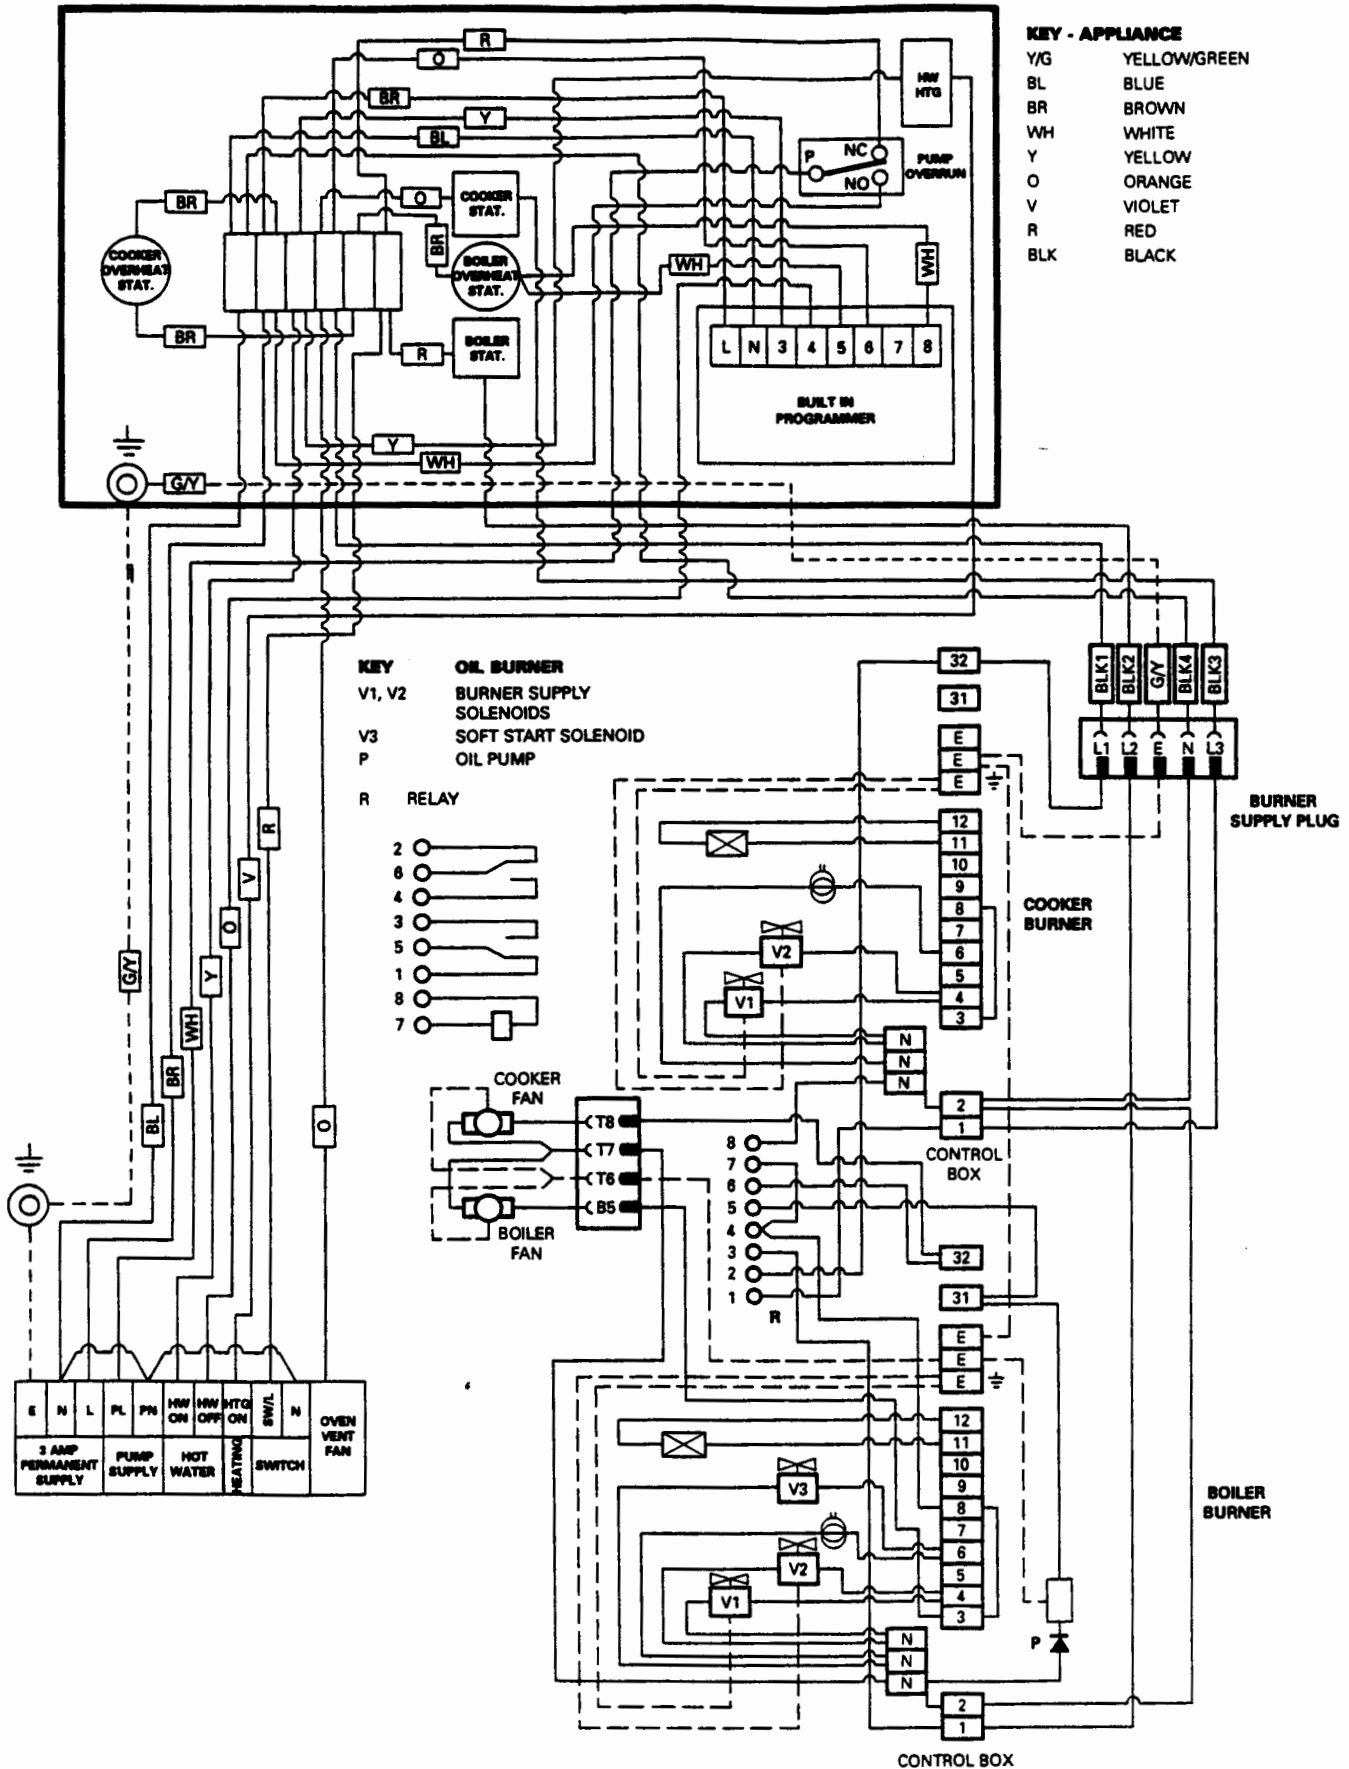 R
O
HW
HTG
BR
Y
BL
NC
P
NO
PUMP
OVERRUN
BR
O
COOKER
STAT.
BR
COOKER
OVERHEAT
STAT.
BOILER
OVERHEAT
STAT.
WH
WH
BR
R
BOILER
STAT.
L N 3 4 5 6 7 8
BUILT IN
PROGRAMMER
Y
WH
G/Y
KEY - APPLIANCE
Y/G YELLOW/GREEN
BL BLUE
BR BROWN
WH WHITE
Y YELLOW
O ORANGE
V VIOLET
R RED
BLK BLACK
KEY OIL BURNER
V1, V2 BURNER SUPPLY
SOLENOIDS
V3 SOFT START SOLENOID
P OIL PUMP
R RELAY
2
6
4
3
5
1
8
7
BLK1 BLK2 G/Y BLK4 BLK3
L1 L2 E N L3
BURNER
SUPPLY PLUG
32
31
E
E
E
12
11
10
9
8
7
6
5
4
3
COOKER
BURNER
V2
V1
N
N
N
2
1
CONTROL
BOX
R
V
O
Y
G/Y
WH
BR
BL
O
COOKER
FAN
T8
T7
T6
B5
BOILER
FAN
8
7
6
5
4
3
2
1
R
32
31
E
E
E
12
11
10
9
8
7
6
5
4
3
V3
V2
V1
BOILER
BURNER
P
N
N
N
2
1
CONTROL BOX
E N L PL PN HW ON HW OFF HTG ON SW/L N
OVEN
VENT
FAN
3 AMP
PERMANENT
SUPPLY
PUMP
SUPPLY
HOT
WATER
HEATING
SWITCH